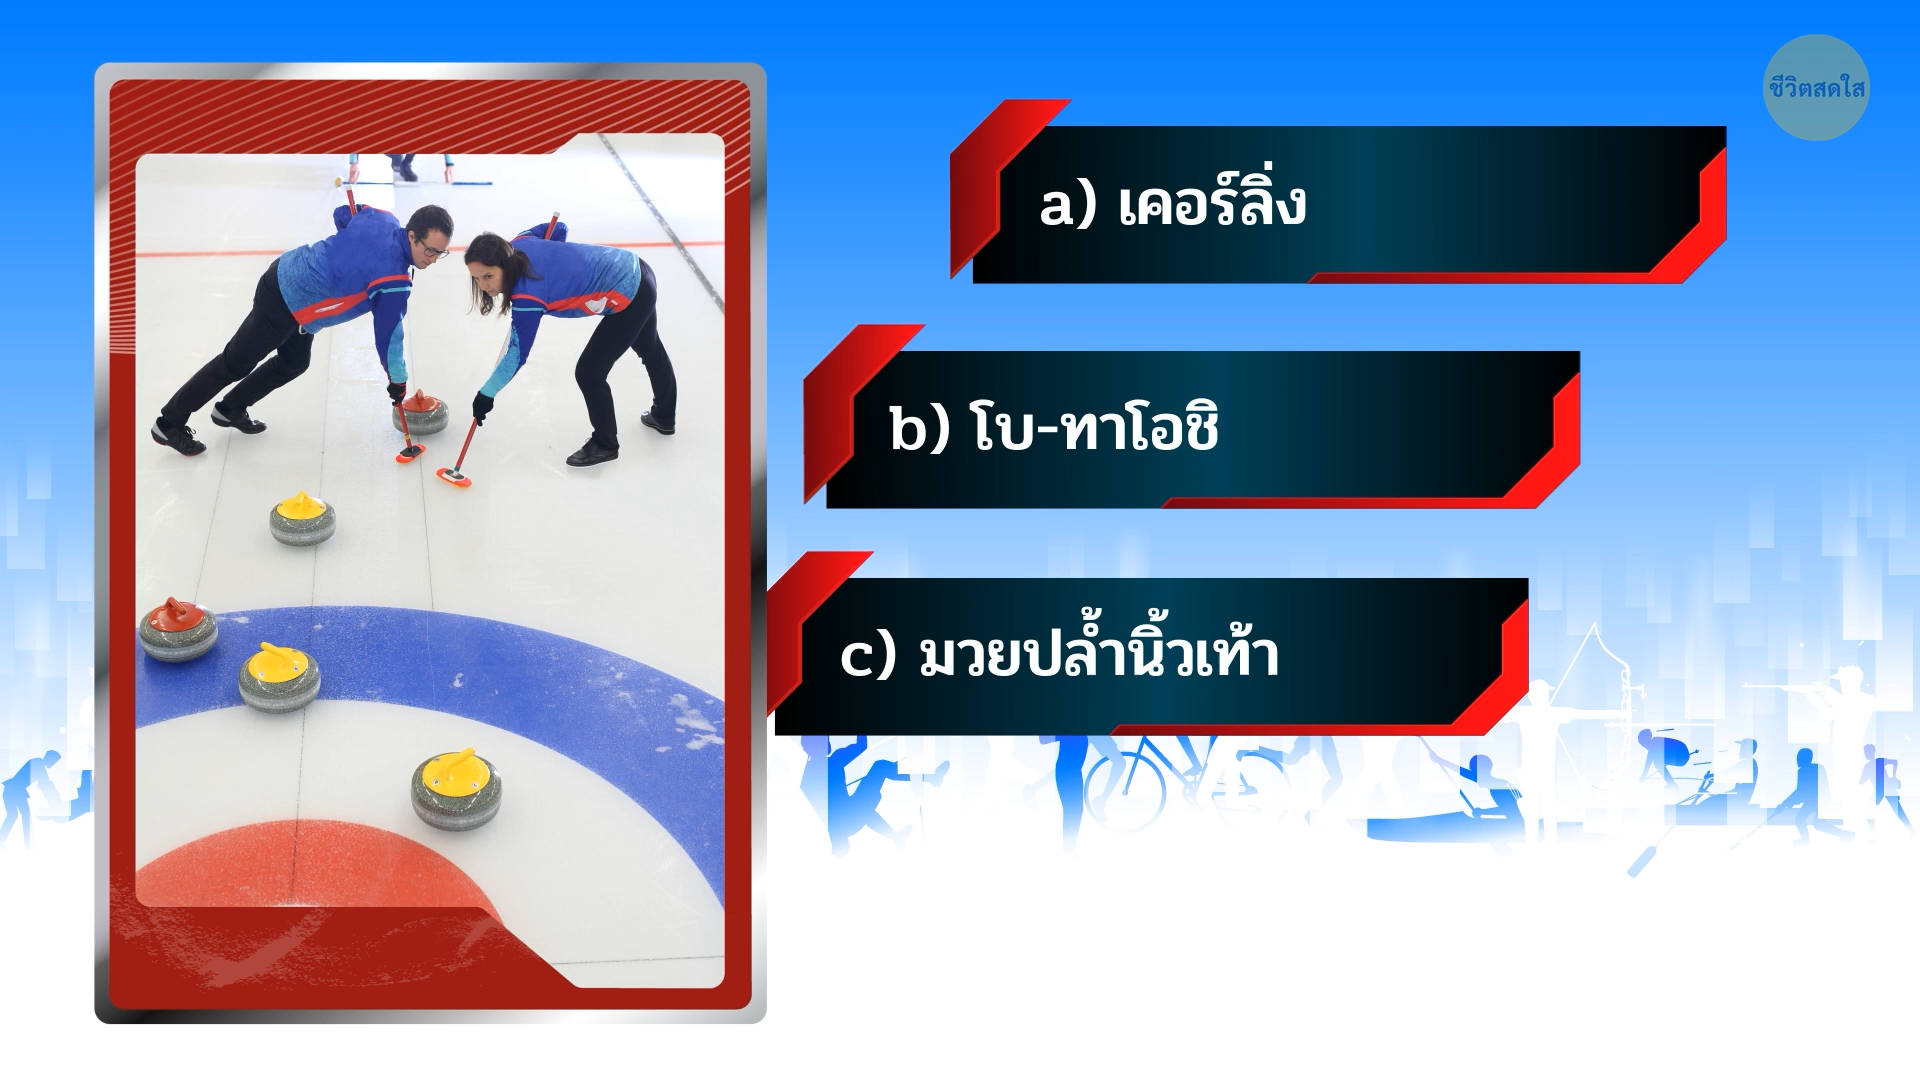 ชีวิตสดใส
a) เคอร์ลิ่ง
b) โบ-ทาโอชิ
c) มวยปล้ำนิ้วเท้า